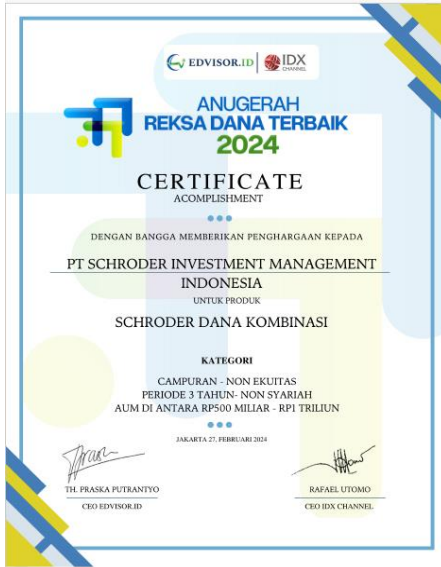 EDVISOR.ID IDX CHANNEL
ANUGERAH
REKSA DANA TERBAIK
2024
CERTIFICATE
ACOMPLISHMENT
DENGAN BANGGA MEMBERIKAN PENGHARGAAN KEPADA
PT SCHRODER INVESTMENT MANAGEMENT
INDONESIA
UNTUK PRODUK
SCHRODER DANA KOMBINASI
KATEGORI
CAMPURAN - NON EKUITAS
PERIODE 3 TAHUN- NON SYARIAH
AUM DI ANTARA RP500 MILIAR - RP1 TRILIUN
JAKARTA 27, FEBRUARI 2024
TH. PRASKA PUTRANTYO
CEO EDVISOR.ID
RAFAEL UTOMO
CEO IDX CHANNEL